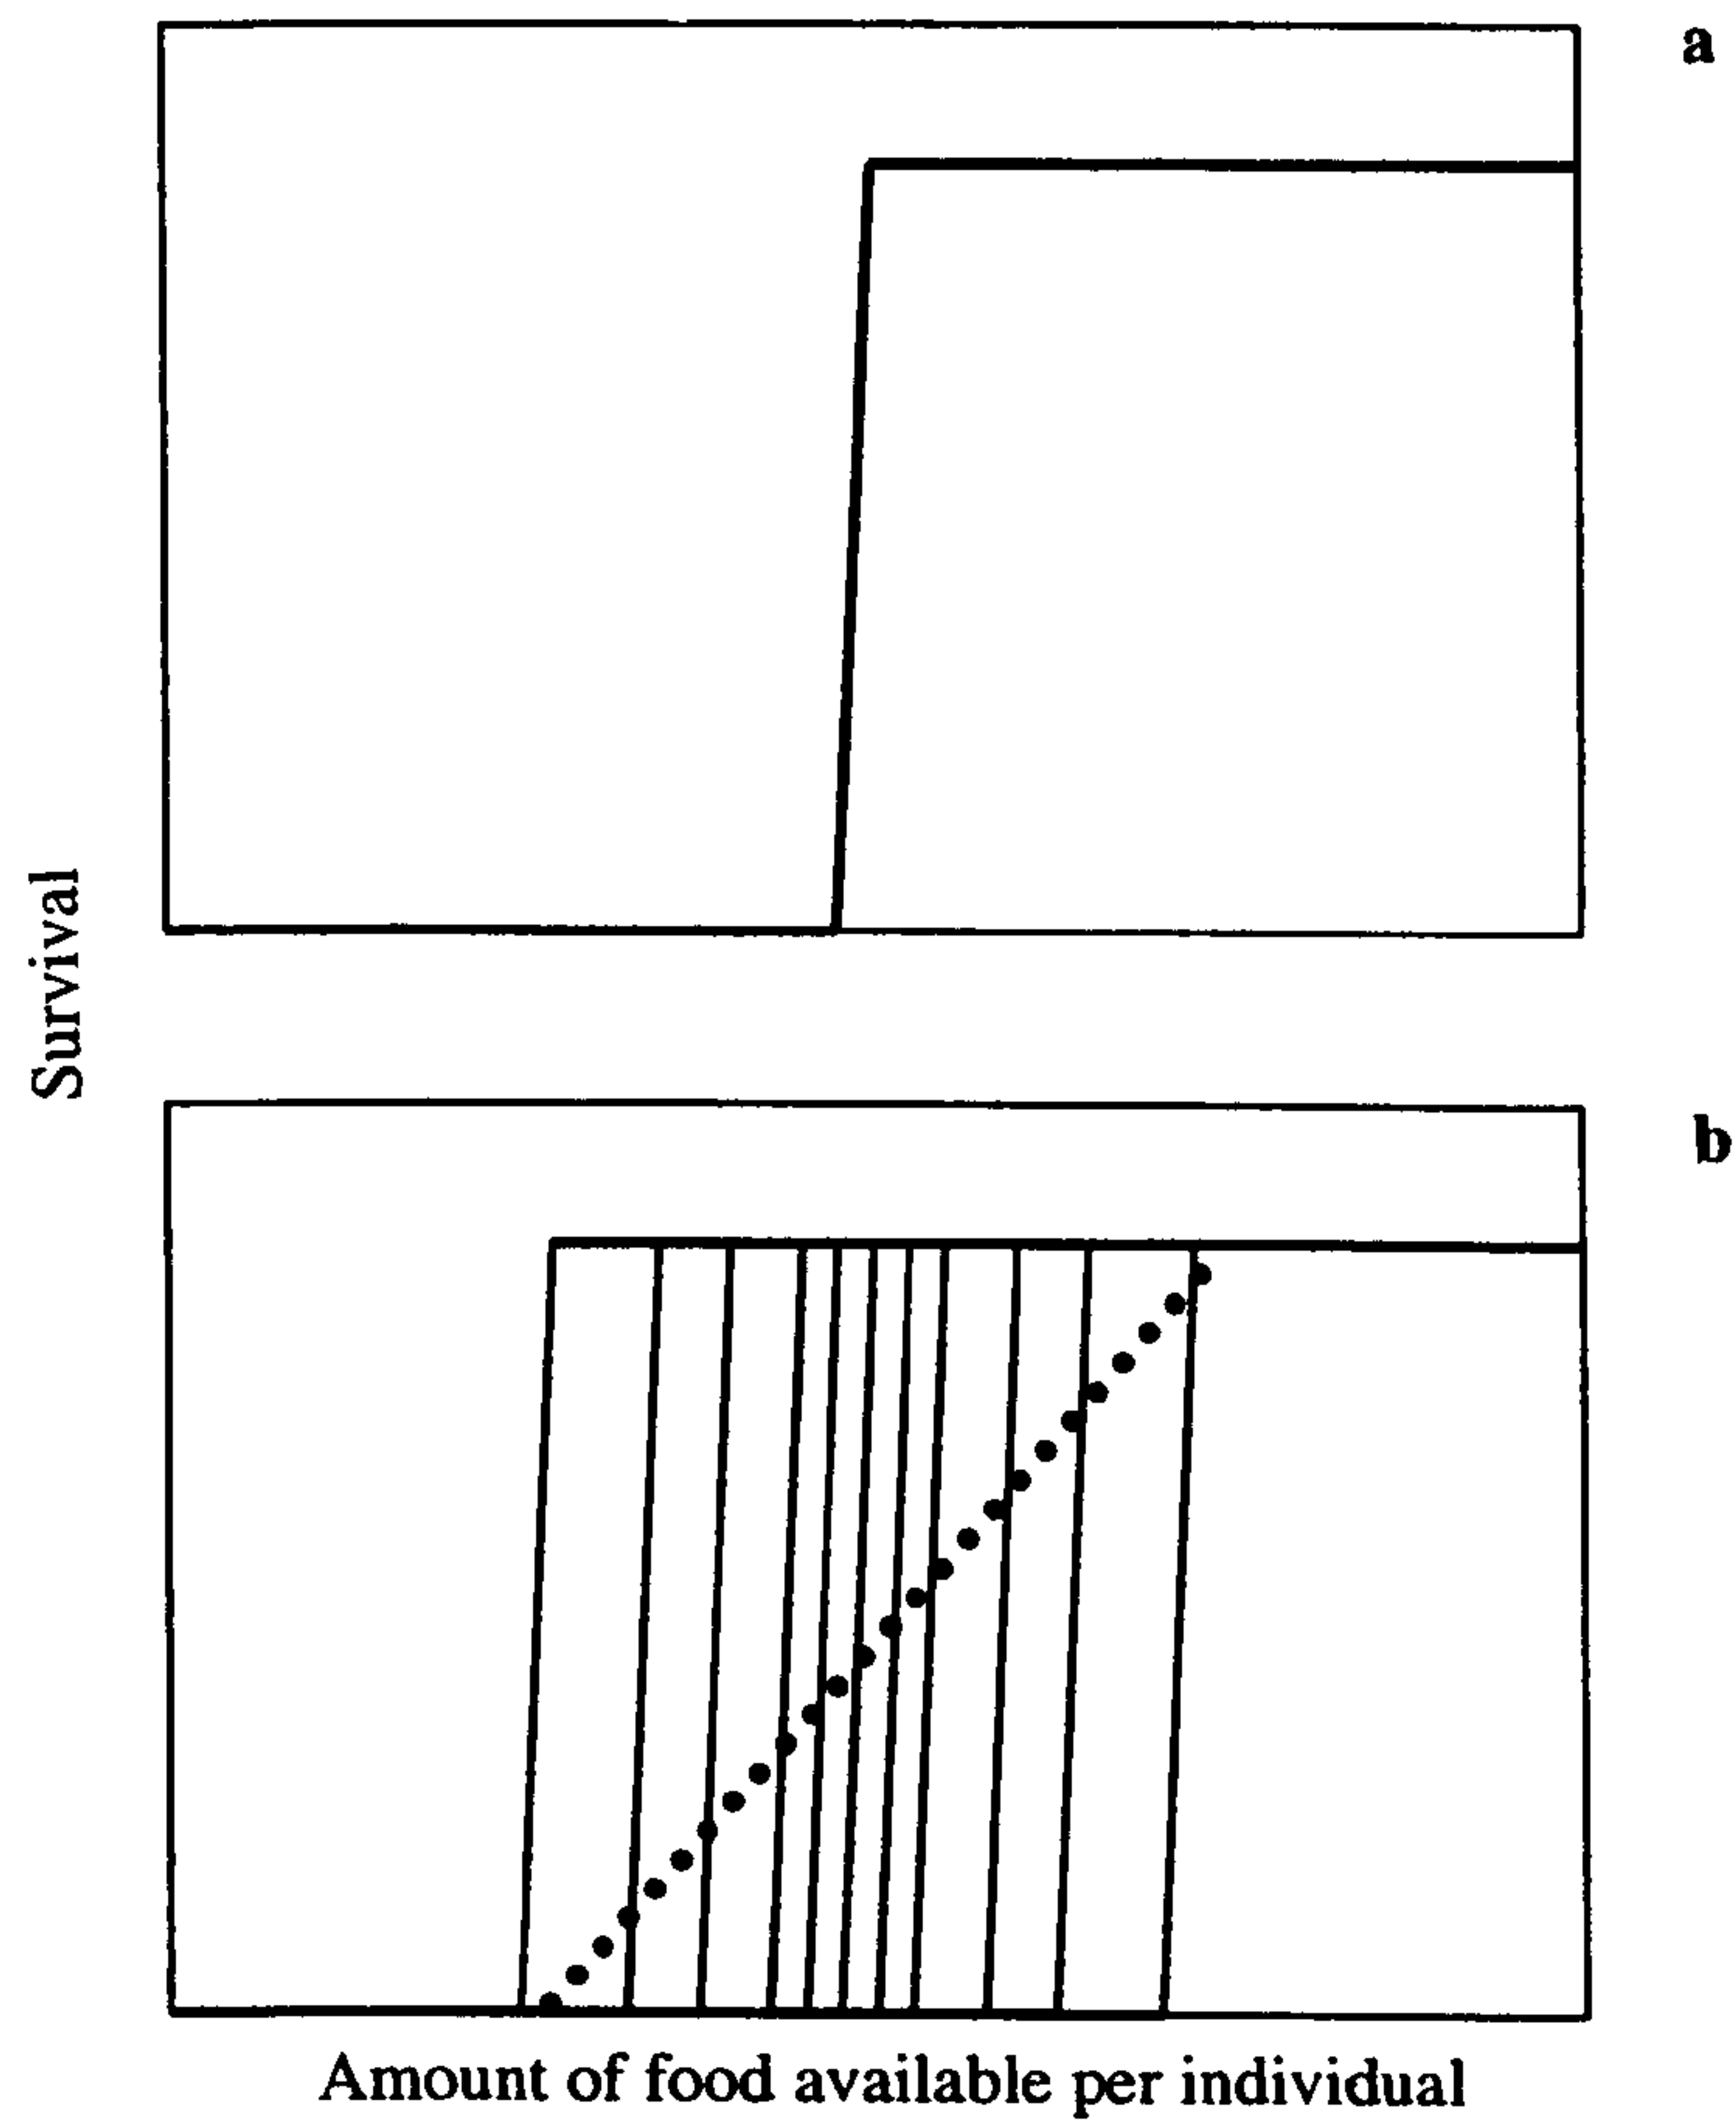 a
Survival
b
Amount of food available per individual